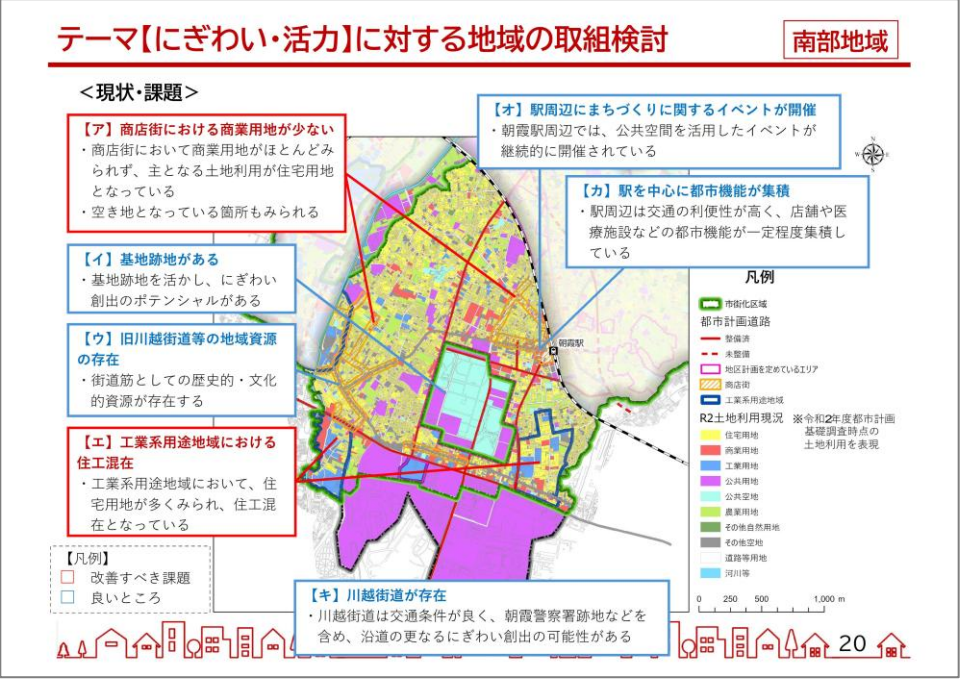 テーマ【にぎわい・活力】に対する地域の取組検討
南部地域
＜現状・課題＞
【ア】商店街における商業用地が少ない
・商店街において商業用地がほとんどみ
られず、主となる土地利用が住宅用地
となっている
・空き地となっている箇所もみられる
【イ】基地跡地がある
・基地跡地を活かし、にぎわい
創出のポテンシャルがある
【ウ】旧川越街道等の地域資源
の存在
・街道筋としての歴史的・文化
的資源が存在する
【エ】工業系用途地域における
住工混在
・工業系用途地域において、住
宅用地が多くみられ、住工混
在となっている
【凡例】
改善すべき課題
良いところ
【オ】駅周辺にまちづくりに関するイベントが開催
・朝霞駅周辺では、公共空間を活用したイベントが
継続的に開催されている
【カ】駅を中心に都市機能が集積
・駅周辺は交通の利便性が高く、店舗や医
療施設などの都市機能が一定程度集積し
ている
朝霞駅
【キ】川越街道が存在
・川越街道は交通条件が良く、朝霞警察署跡地などを
含め、沿道の更なるにぎわい創出の可能性がある
N
W
E
S
凡例
市街化区域
都市計画道路
整備済
未整備
地区計画を定めているエリア
商店街
工業系用途地域
R2土地利用現況
※令和2年度都市計画
基礎調査時点の
土地利用を表現
住宅用地
商業用地
工業用地
公共用地
公共空地
農業用地
その他自然用地
その他空地
道路等用地
河川等
0 250 500 1,000 m
20